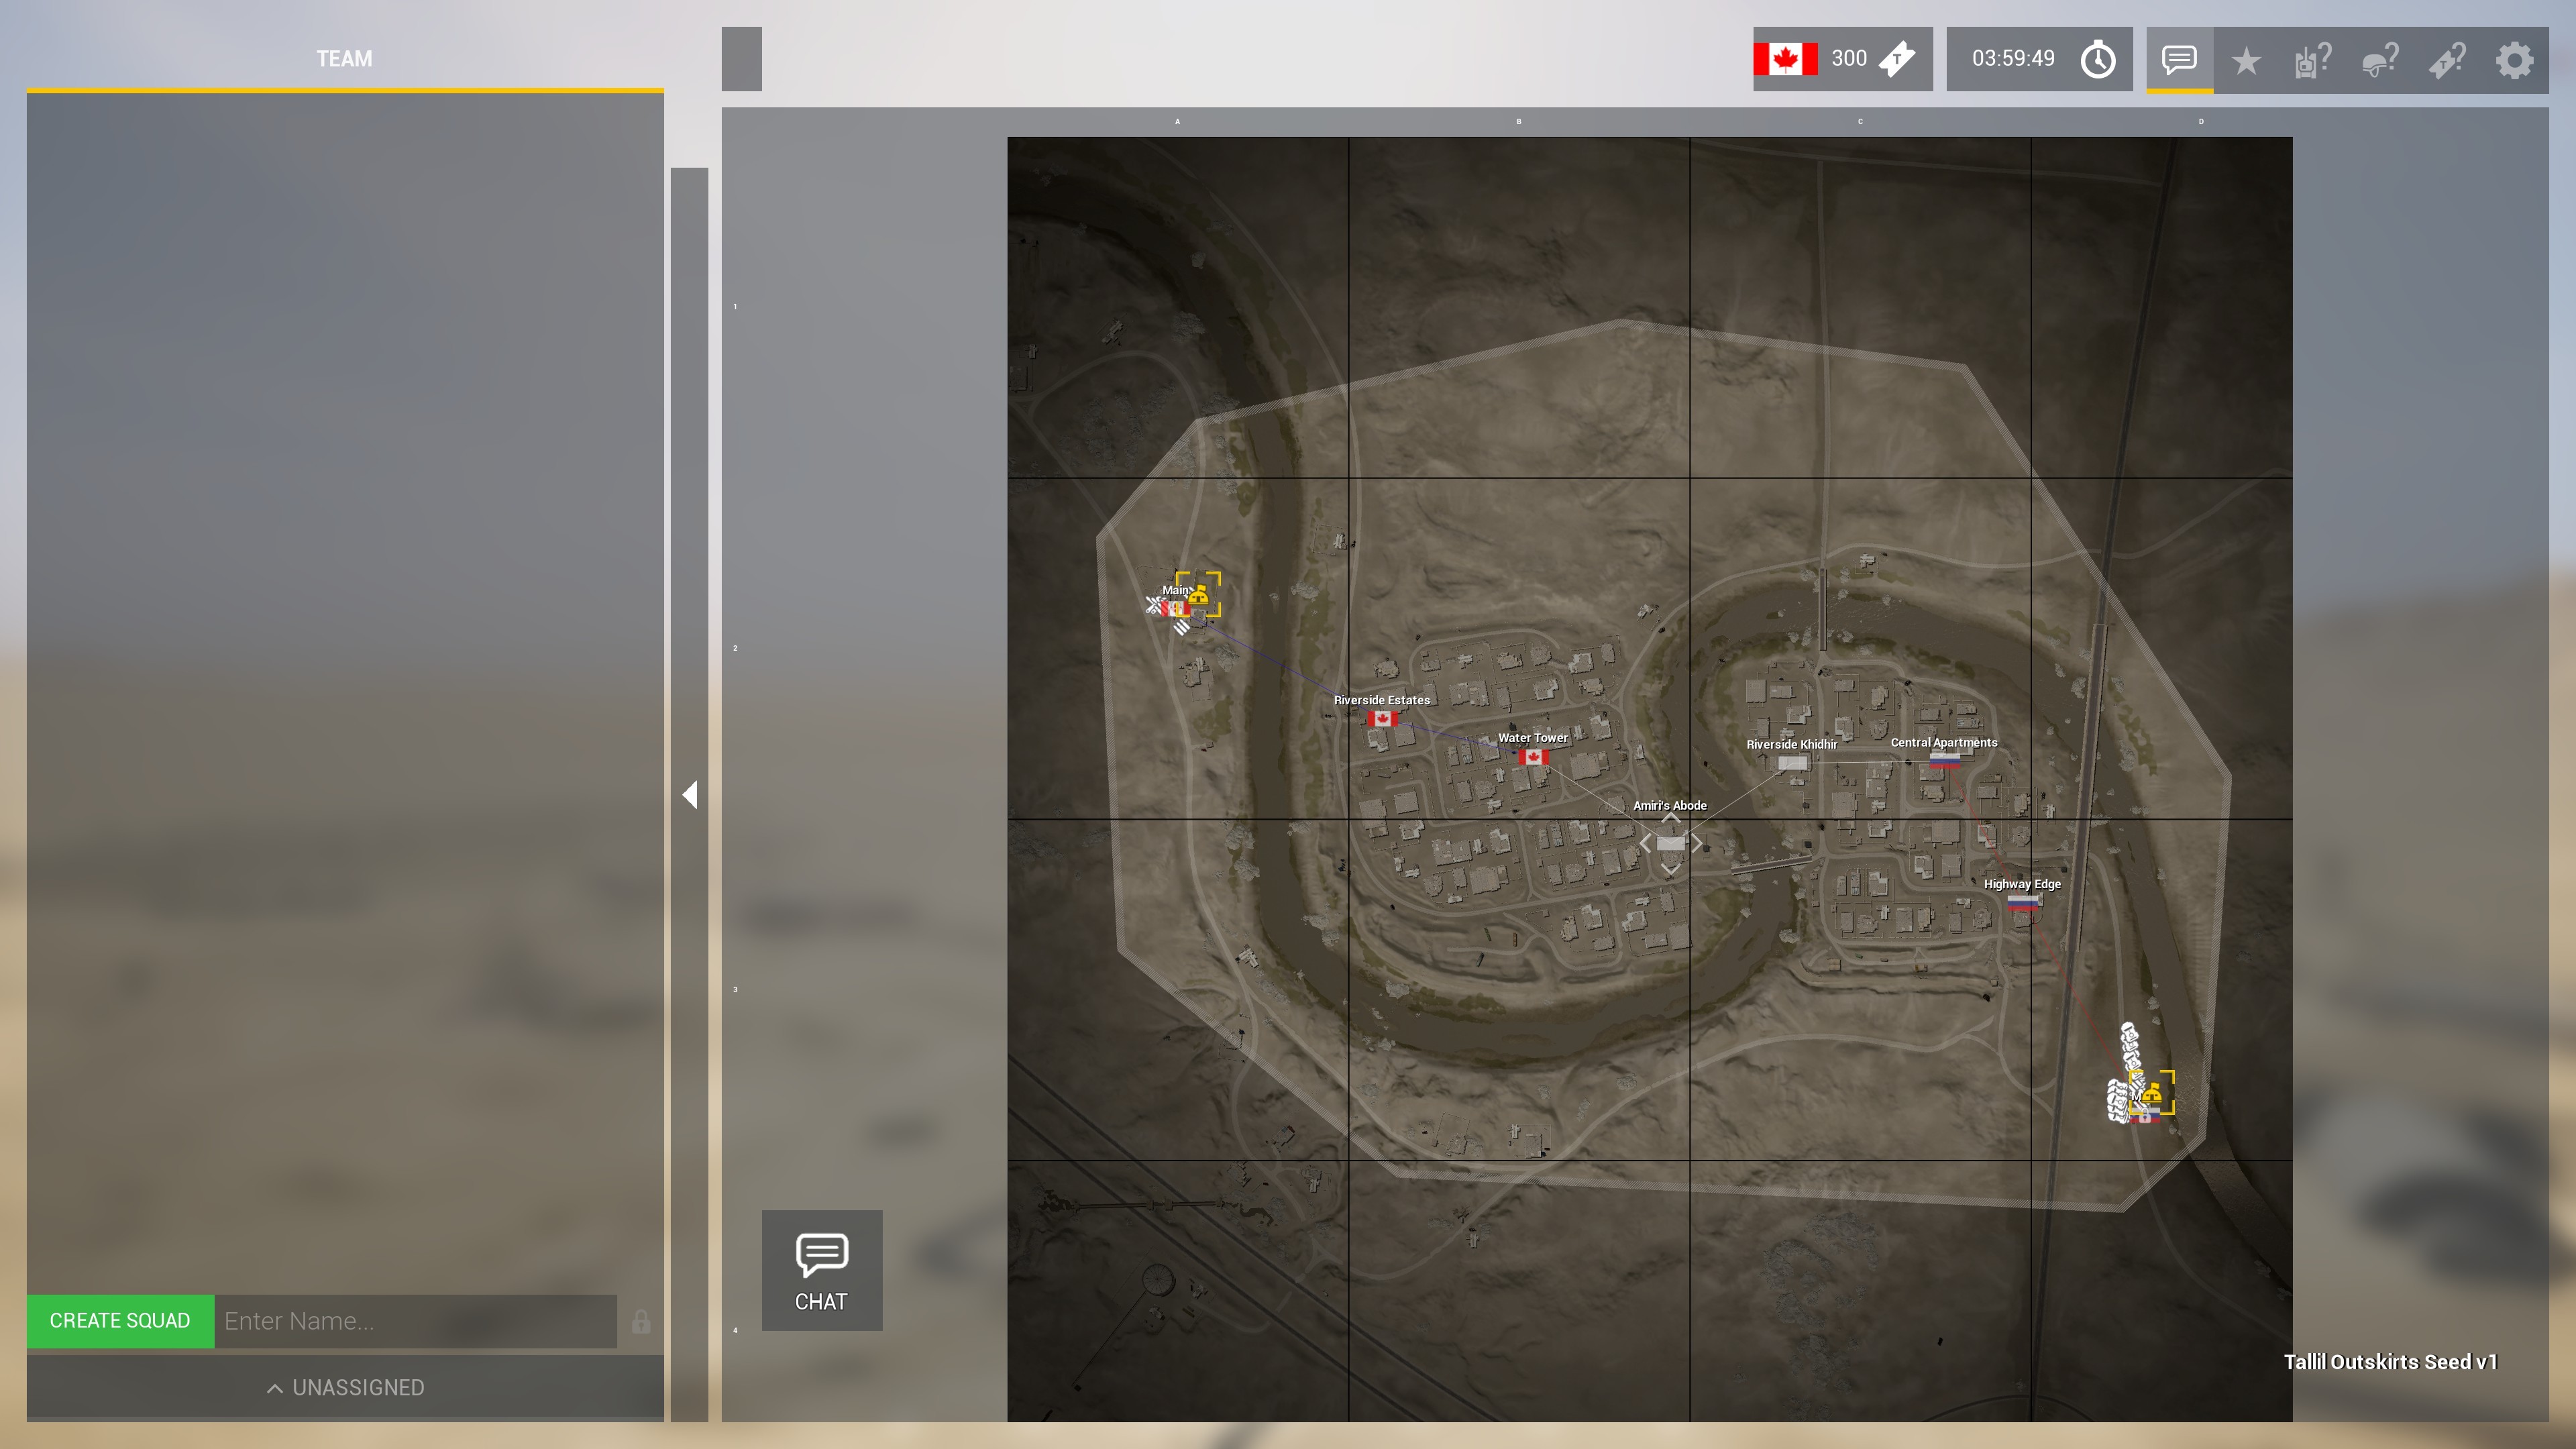 TEAM
300
03:59:49
A
B
C
D
1
Main
2
Riverside Estates
Water Tower
Riverside Khidhir
Central Apartments
Amiri's Abode
Highway Edge
3
CHAT
CREATE SQUAD
Enter Name...
4
Tallil Outskirts Seed v1
UNASSIGNED